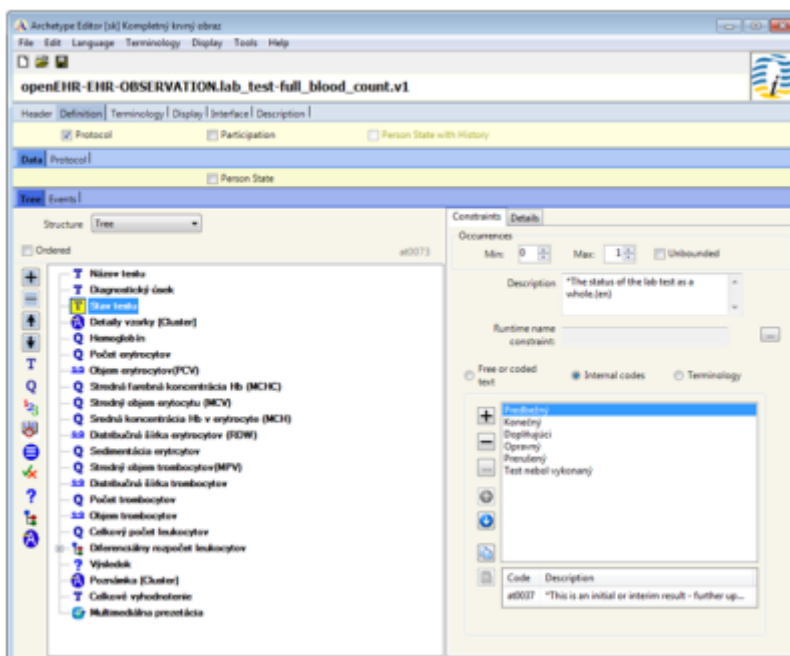 Archetype Editor [sk] Kompletný krvný obraz
File Edit Language Terminology Display Tools Help
openEHR-EHR-OBSERVATION.lab_test-full_blood_count.v1
Header Definition Terminology Display Interface Description
Protocol Participation Person State with History
Data Protocol
Person State
Tree Events
Structure Tree
Ordered at0073
Názov testu
Diagnostický úsek
Stav testu
Detaily vzorky [Cluster]
Hemoglobín
Počet erytrocytov
Objem erytrocytov(PCV)
Stredná farebná koncentrácia Hb (MCHC)
Stredný objem erytocytu (MCV)
Sredná koncentrácia Hb v erytrocyte (MCH)
Distribučná šírka erytrocytov (RDW)
Sedimentácia erytrcytov
Stredný objem trombocytov(MPV)
Distribučná šírka trombocytov
Počet trombocytov
Objem trombocytov
Celkový počet leukocytov
Diferenciálny rozpočet leukocytov
Výsledok
Poznámka [Cluster]
Celkové vyhodnotenie
Multimediálna prezetácia
Constraints Details
Occurrences
Min: 0 Max: 1 Unbounded
Description *The status of the lab test as a
whole.(en)
Runtime name
constraint: ...
Free or coded
text Internal codes Terminology
Predbežný
Konečný
Doplňujúci
Opravný
Prerušený
Test nebol vykonaný
Code Description
at0037 *This is an initial or interim result - further up...